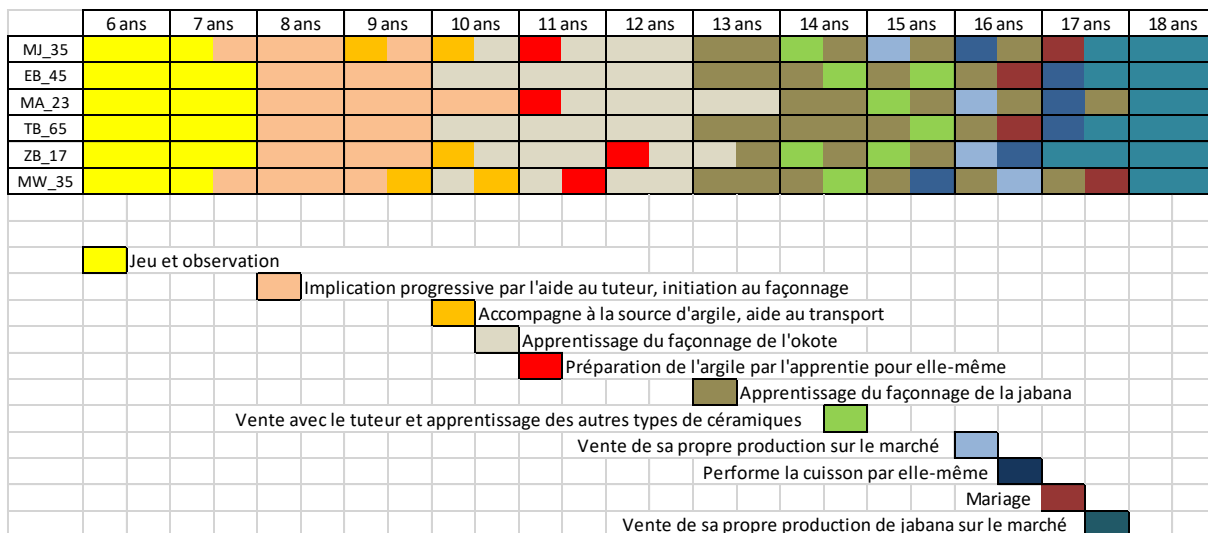 6 ans 7 ans 8 ans 9 ans 10 ans 11 ans 12 ans 13 ans 14 ans 15 ans 16 ans 17 ans 18 ans
MJ_35
EB_45
MA_23
TB_65
ZB_17
MW_35
Jeu et observation
Implication progressive par l'aide au tuteur, initiation au façonnage
Accompagne à la source d'argile, aide au transport
Apprentissage du façonnage de l'okote
Préparation de l'argile par l'apprentie pour elle-même
Apprentissage du façonnage de la jabana
Vente avec le tuteur et apprentissage des autres types de céramiques
Vente de sa propre production sur le marché
Performe la cuisson par elle-même
Mariage
Vente de sa propre production de jabana sur le marché